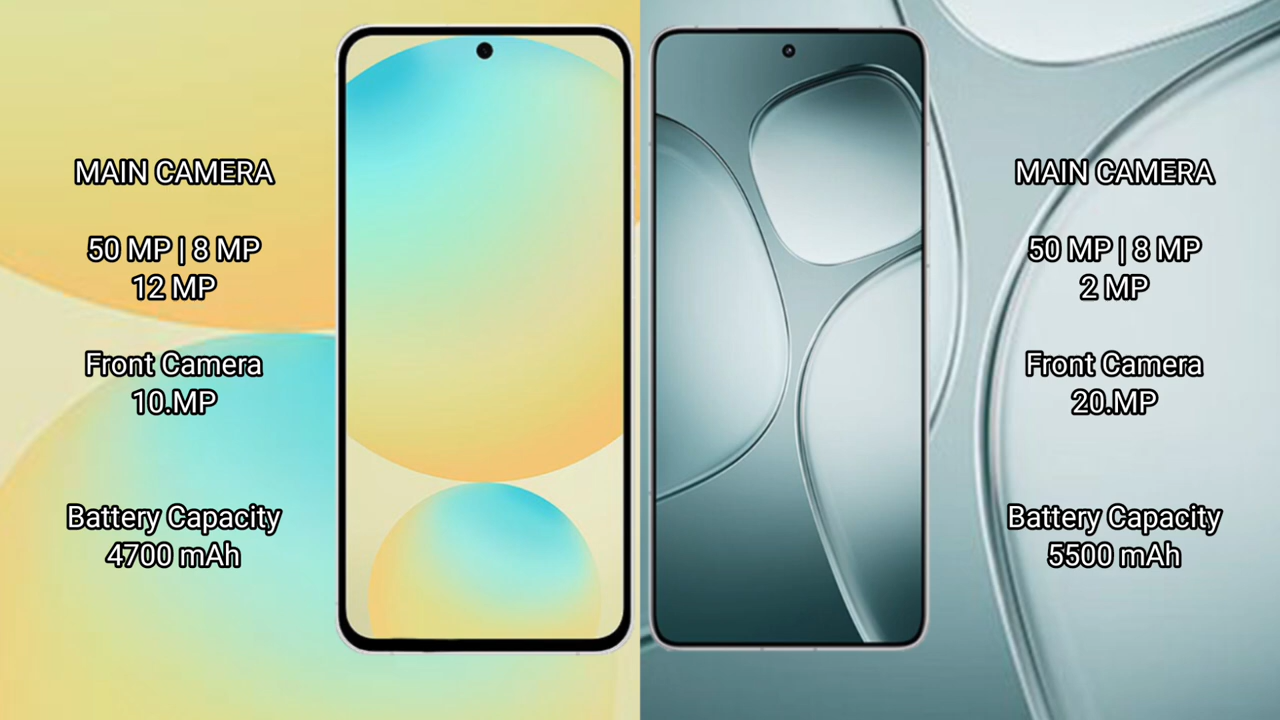 MAIN CAMERA
50 MP | 8 MP
12 MP
Front Camera
10.MP
Battery Capacity
4700 mAh
MAIN CAMERA
50 MP | 8 MP
2 MP
Front Camera
20.MP
Battery Capacity
5500 mAh